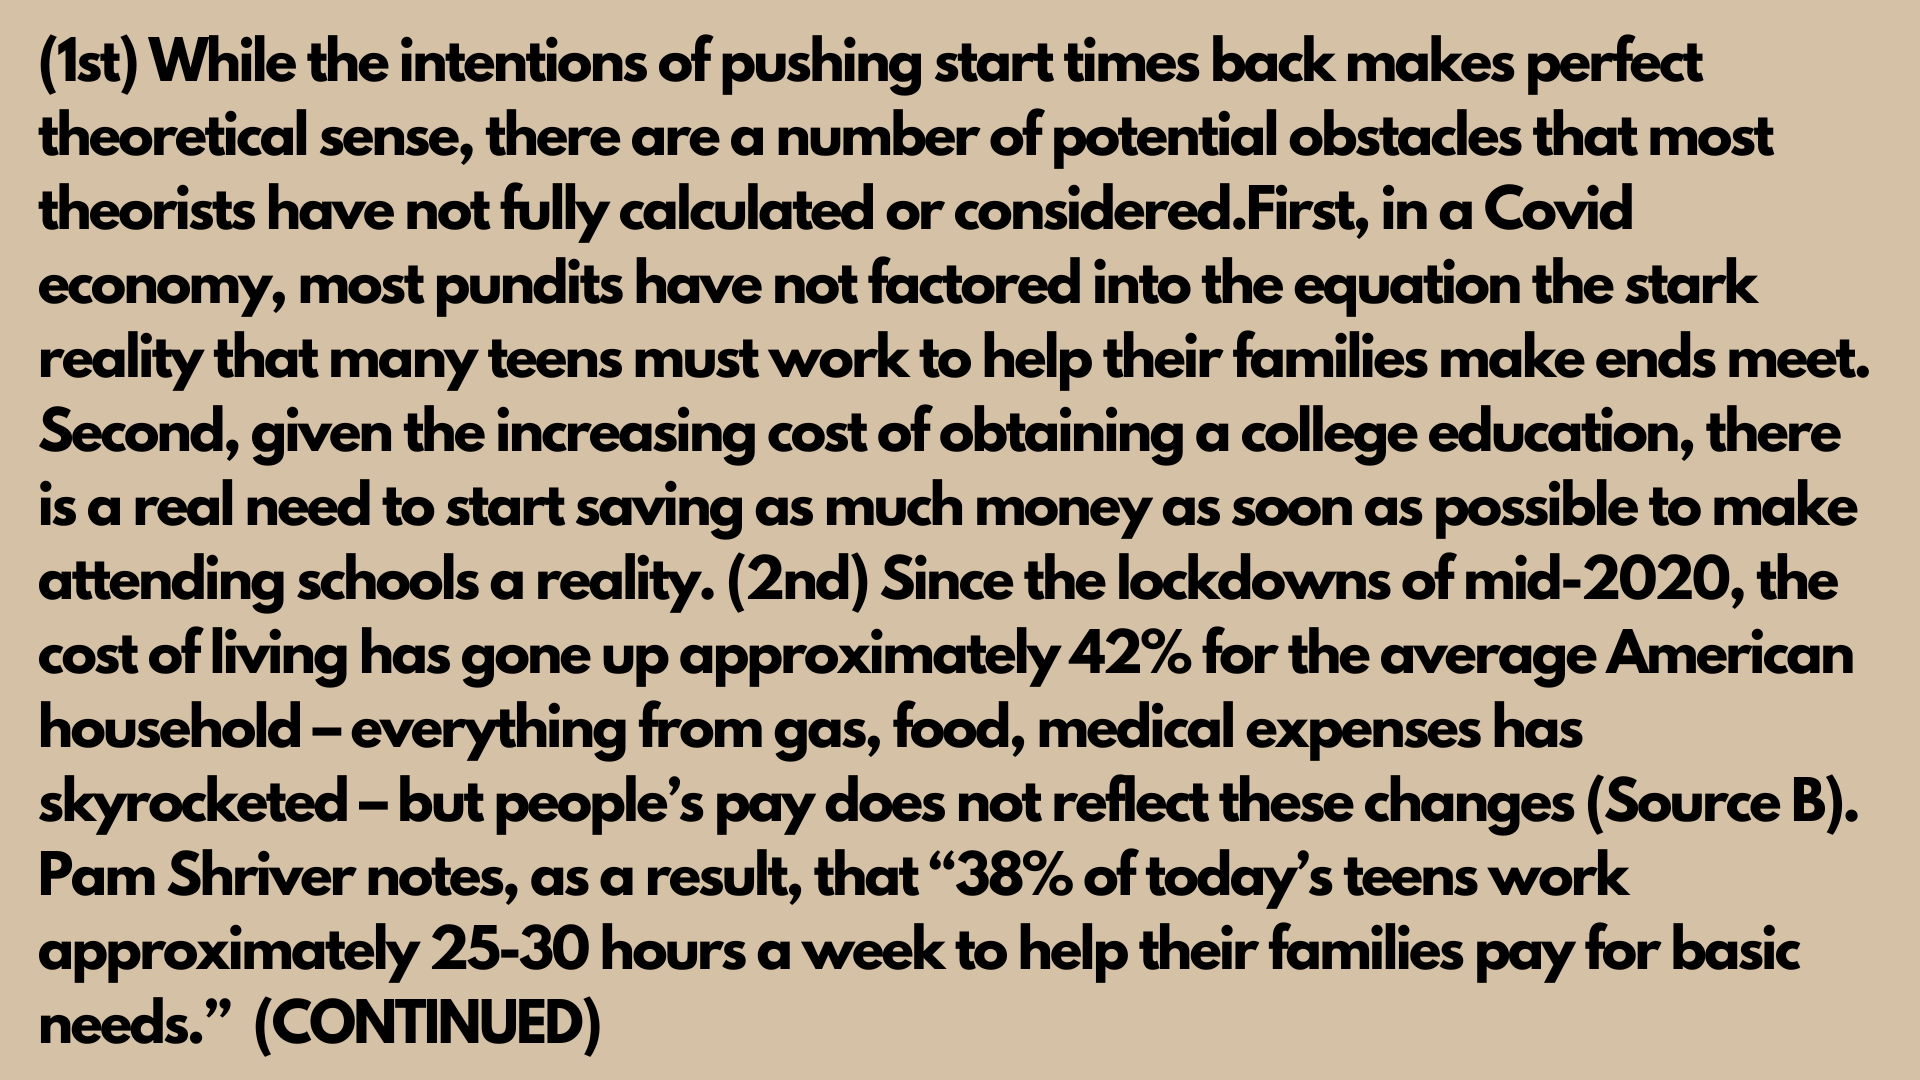 (1st) While the intentions of pushing start times back makes perfect
theoretical sense, there are a number of potential obstacles that most
theorists have not fully calculated or considered.First, in a Covid
economy, most pundits have not factored into the equation the stark
reality that many teens must work to help their families make ends meet.
Second, given the increasing cost of obtaining a college education, there
is a real need to start saving as much money as soon as possible to make
attending schools a reality. (2nd) Since the lockdowns of mid-2020, the
cost of living has gone up approximately 42% for the average American
household – everything from gas, food, medical expenses has
skyrocketed – but people’s pay does not reflect these changes (Source B).
Pam Shriver notes, as a result, that “38% of today’s teens work
approximately 25-30 hours a week to help their families pay for basic
needs.” (CONTINUED)